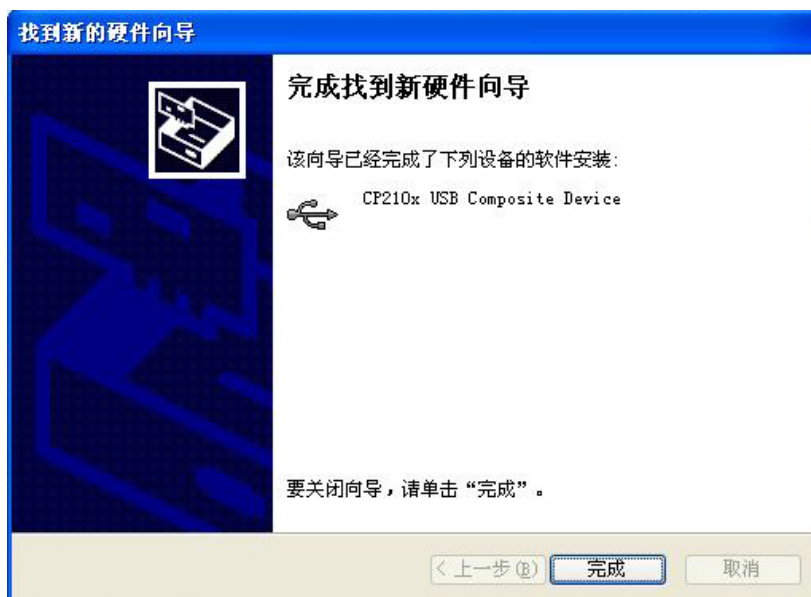 找到新的硬件向导
完成找到新硬件向导
该向导已经完成了下列设备的软件安装:
CP210x USB Composite Device
要关闭向导，请单击“完成”。
< 上一步(B)
完成
取消